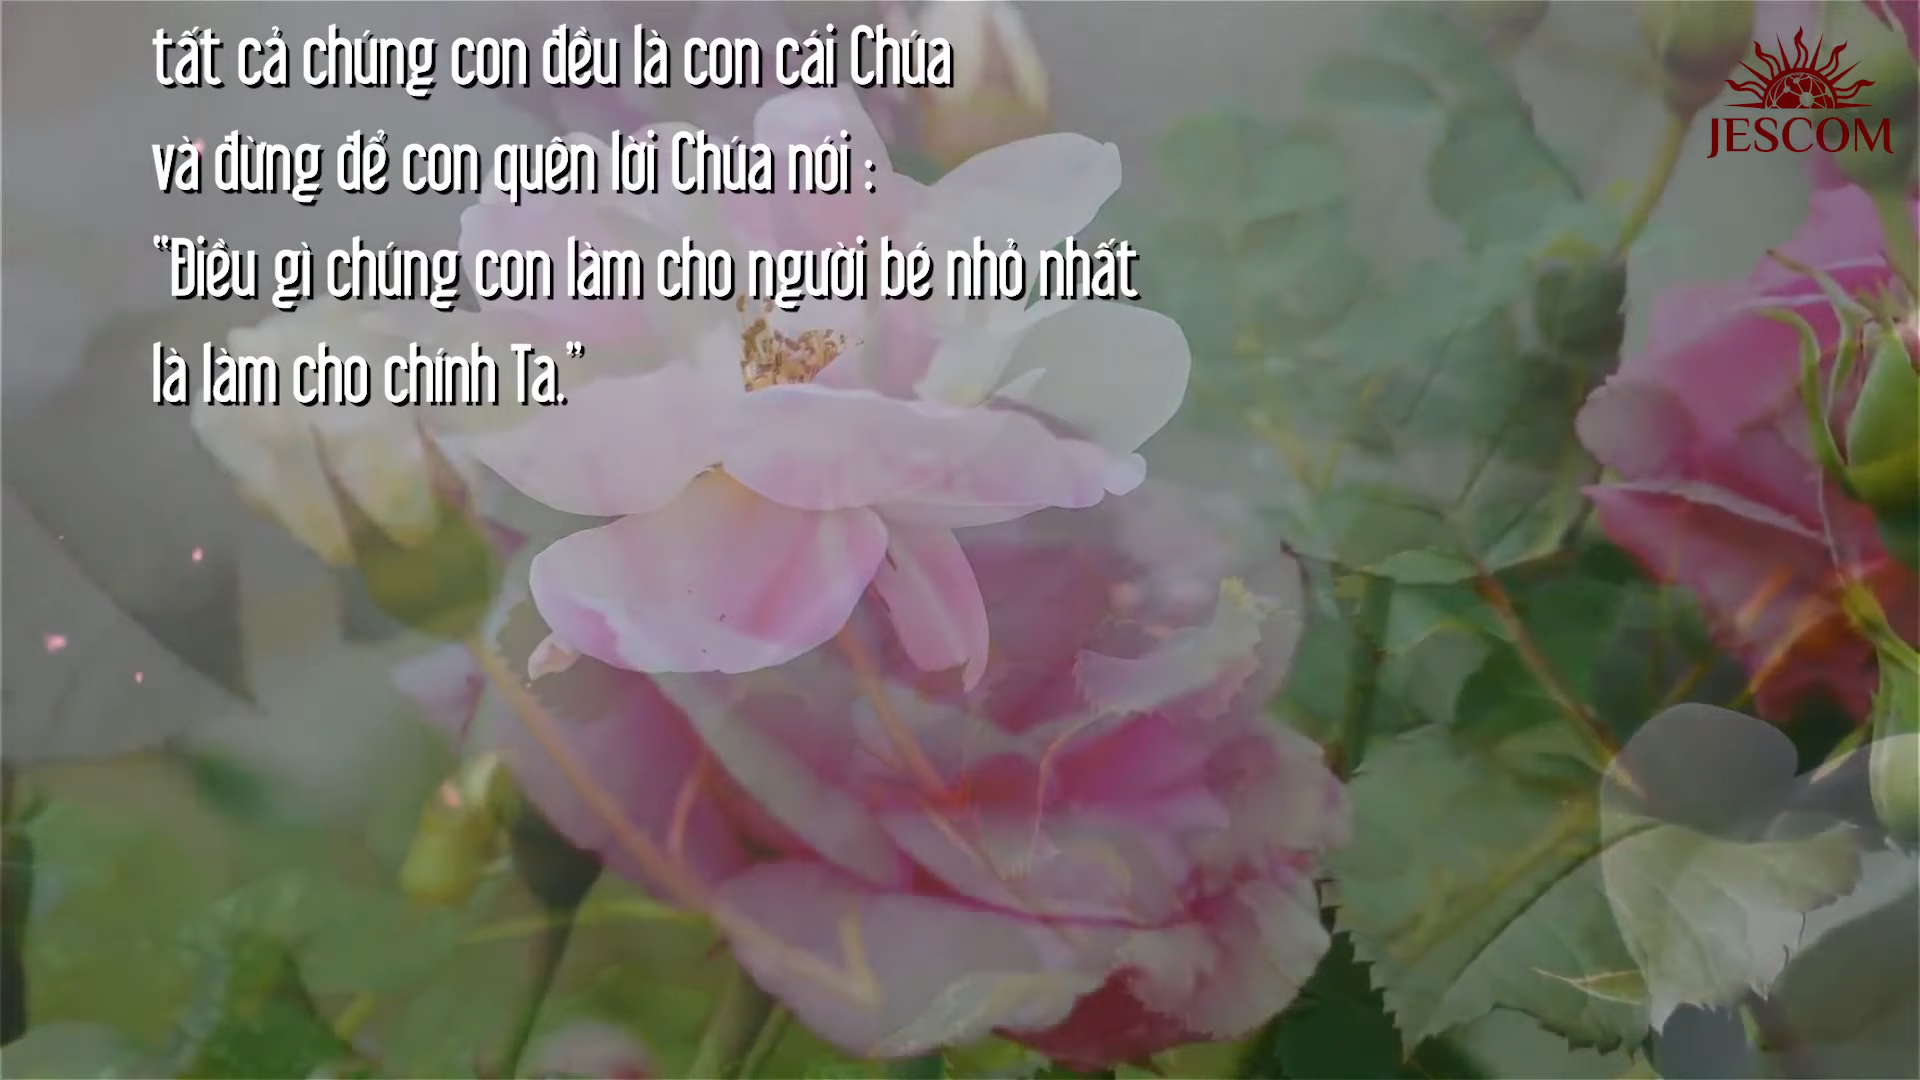 tất cả chúng con đều là con cái Chúa
và đừng để con quên lời Chúa nói :
“Điều gì chúng con làm cho người bé nhỏ nhất
là làm cho chính Ta.”
JESCOM